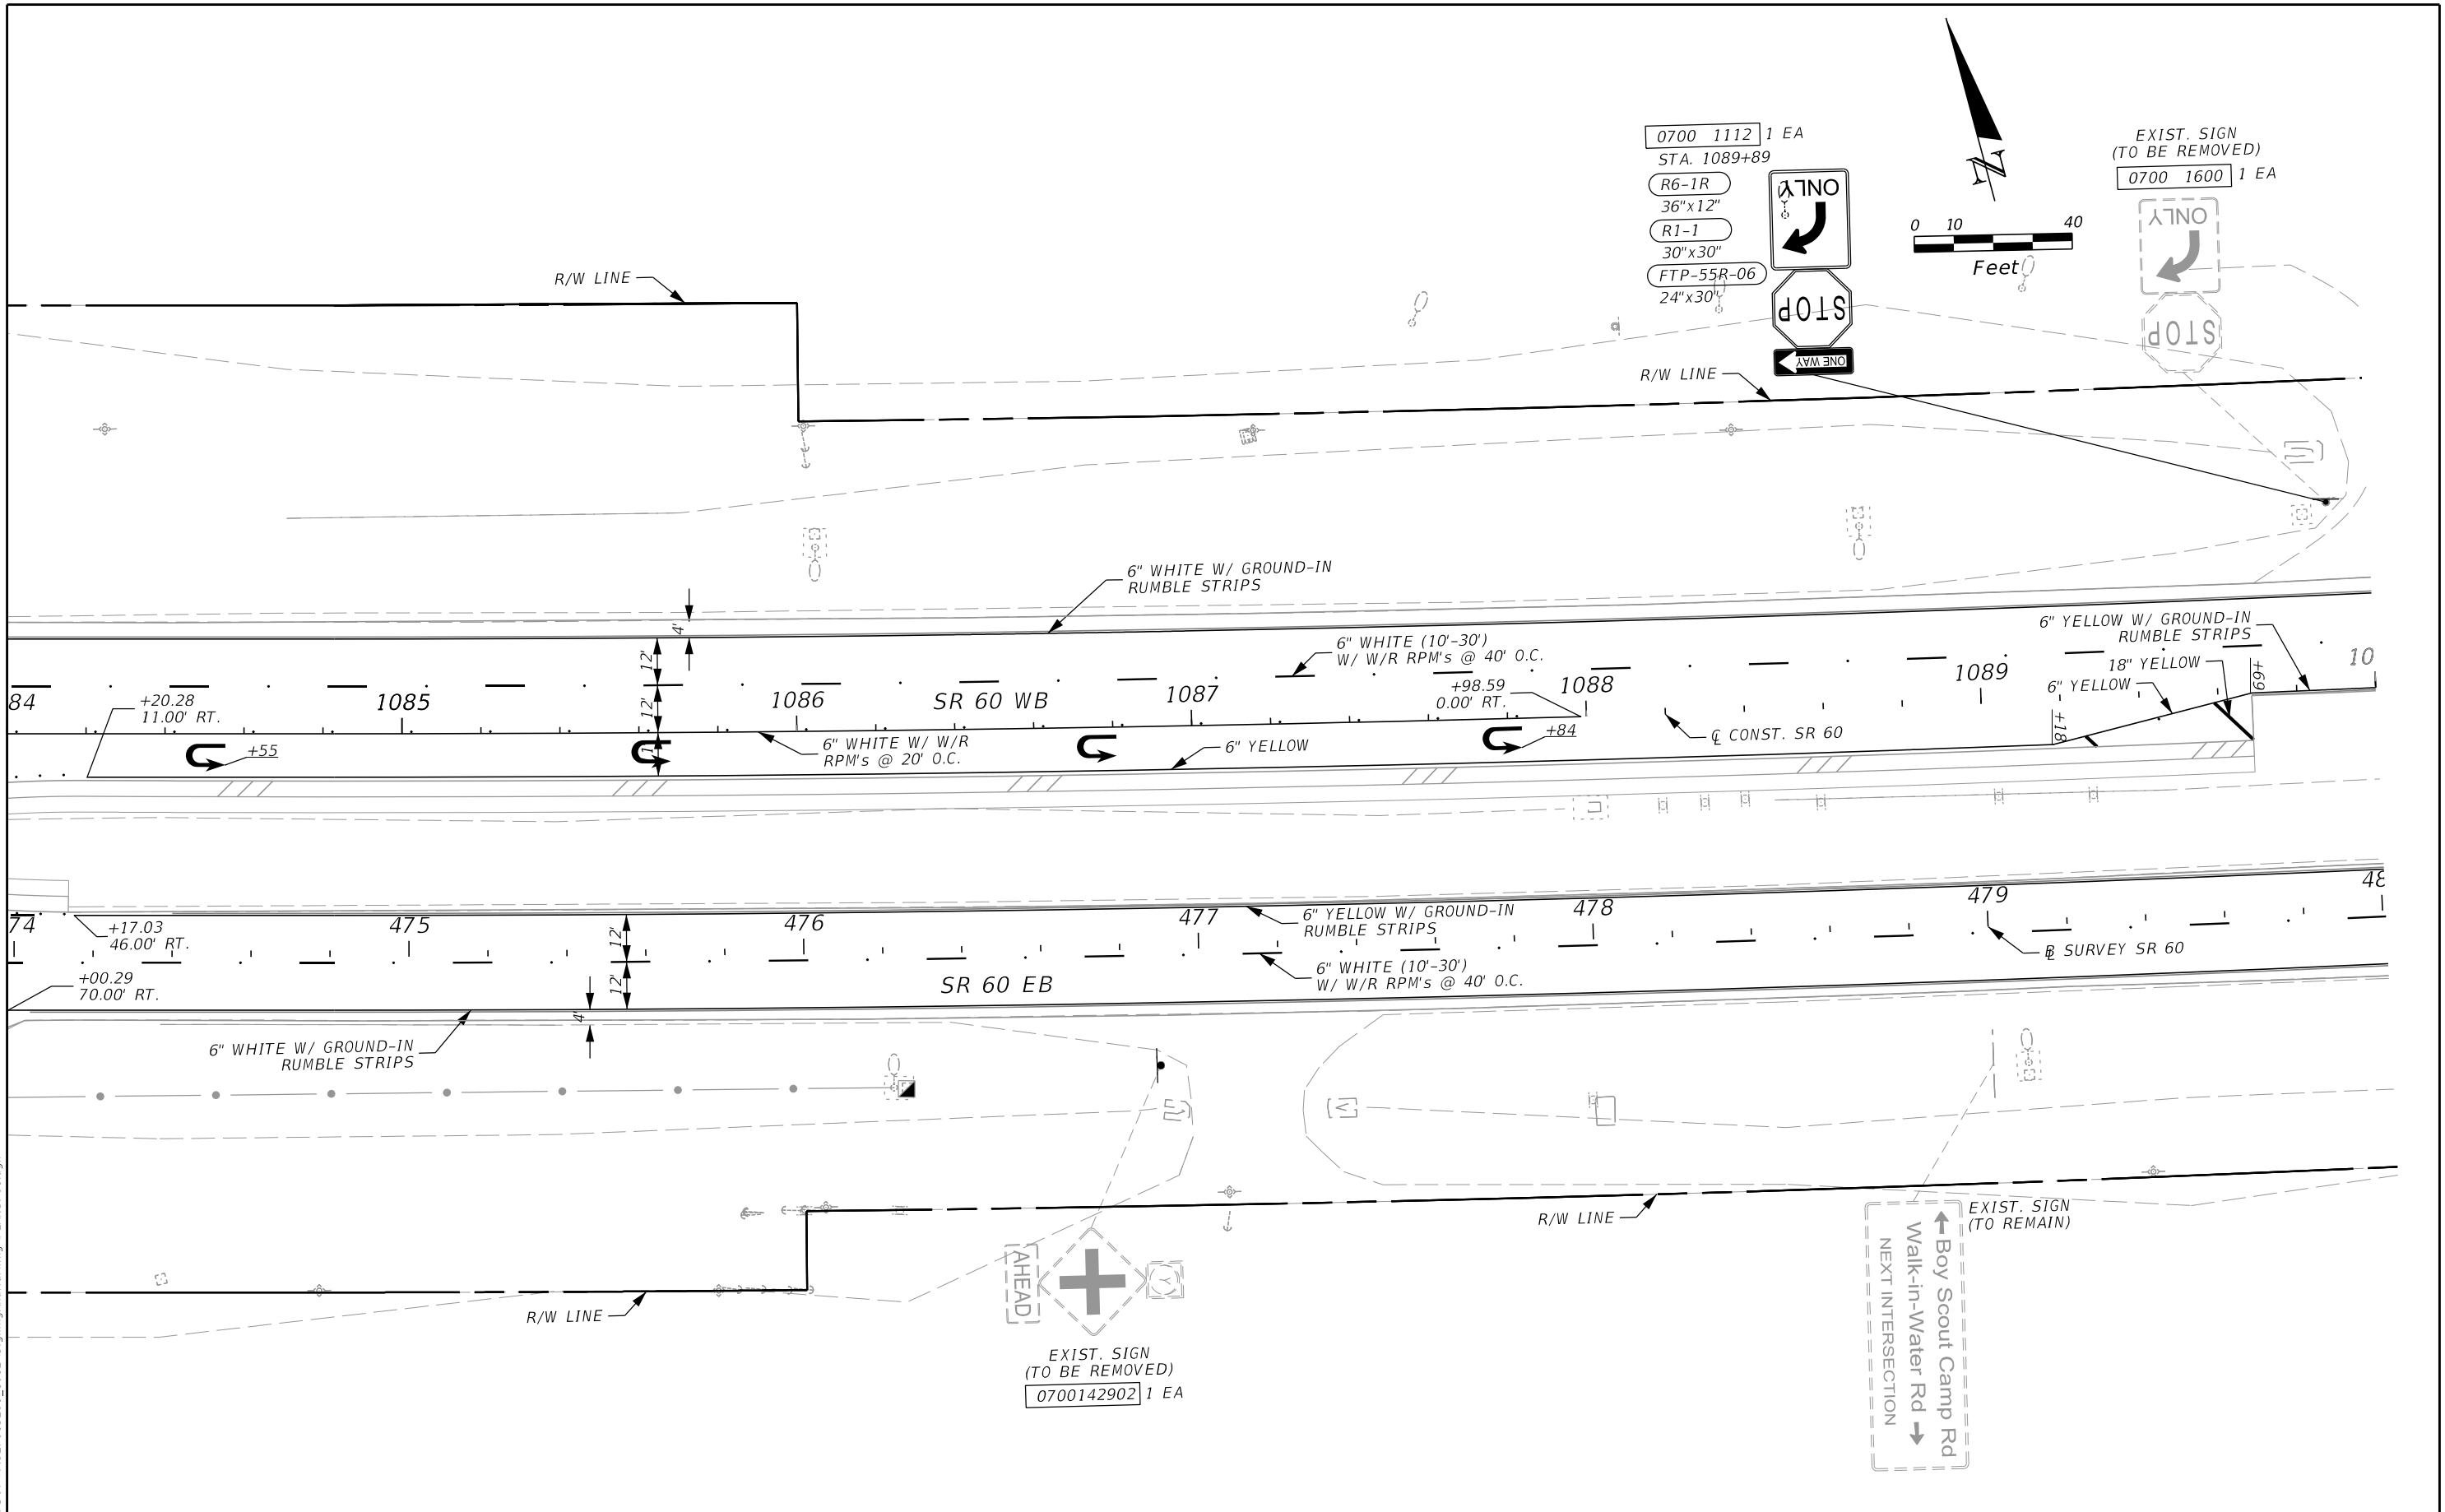 0700 1112 1 EA
STA. 1089+89
R6-1R
36"x12"
R1-1
30"x30"
FTP-55R-06
24"x30"
ONLY
STOP
ONE WAY
N
0 10 40
Feet
EXIST. SIGN
(TO BE REMOVED)
0700 1600 1 EA
ONLY
STOP
R/W LINE
R/W LINE
6" WHITE W/ GROUND-IN
RUMBLE STRIPS
4'
12'
12'
6" WHITE (10'-30')
W/ W/R RPM's @ 40' O.C.
6" YELLOW W/ GROUND-IN
RUMBLE STRIPS
18" YELLOW
6" YELLOW
+69
+18
84
1085
1086
SR 60 WB
1087
1088
1089
10
+20.28
11.00' RT.
+98.59
0.00' RT.
+55
6" WHITE W/ W/R
RPM's @ 20' O.C.
6" YELLOW
+84
℄ CONST. SR 60
74
475
476
477
478
479
48
+17.03
46.00' RT.
12'
12'
6" YELLOW W/ GROUND-IN
RUMBLE STRIPS
+00.29
70.00' RT.
SR 60 EB
6" WHITE (10'-30')
W/ W/R RPM's @ 40' O.C.
BL SURVEY SR 60
4'
6" WHITE W/ GROUND-IN
RUMBLE STRIPS
R/W LINE
R/W LINE
AHEAD
Y
EXIST. SIGN
(TO BE REMOVED)
0700142902 1 EA
EXIST. SIGN
(TO REMAIN)
Boy Scout Camp Rd
Walk-in-Water Rd
NEXT INTERSECTION